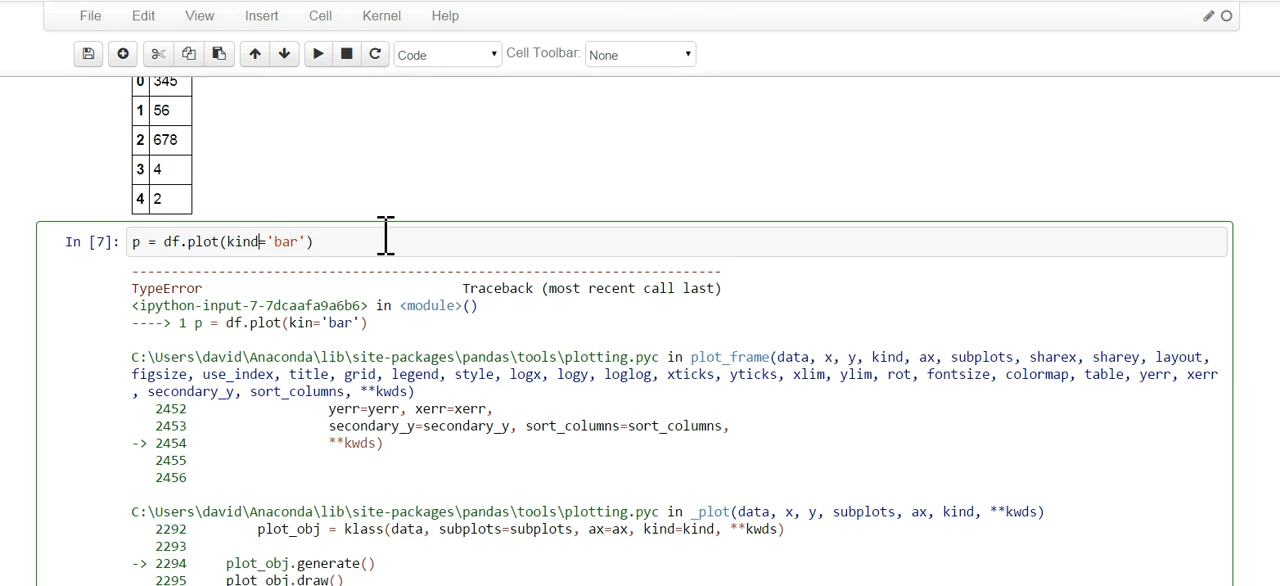 File Edit View Insert Cell Kernel Help
Code Cell Toolbar: None
0 345
1 56
2 678
3 4
4 2
In [7]: p = df.plot(kind='bar')
---------------------------------------------------------------------------
TypeError Traceback (most recent call last)
<ipython-input-7-7dcaafa9a6b6> in <module>()
----> 1 p = df.plot(kin='bar')
C:\Users\david\Anaconda\lib\site-packages\pandas\tools\plotting.pyc in plot_frame(data, x, y, kind, ax, subplots, sharex, sharey, layout,
figsize, use_index, title, grid, legend, style, logx, logy, loglog, xticks, yticks, xlim, ylim, rot, fontsize, colormap, table, yerr, xerr
, secondary_y, sort_columns, **kwds)
2452 yerr=yerr, xerr=xerr,
2453 secondary_y=secondary_y, sort_columns=sort_columns,
-> 2454 **kwds)
2455
2456
C:\Users\david\Anaconda\lib\site-packages\pandas\tools\plotting.pyc in _plot(data, x, y, subplots, ax, kind, **kwds)
2292 plot_obj = klass(data, subplots=subplots, ax=ax, kind=kind, **kwds)
2293
-> 2294 plot_obj.generate()
2295 plot_obj.draw()